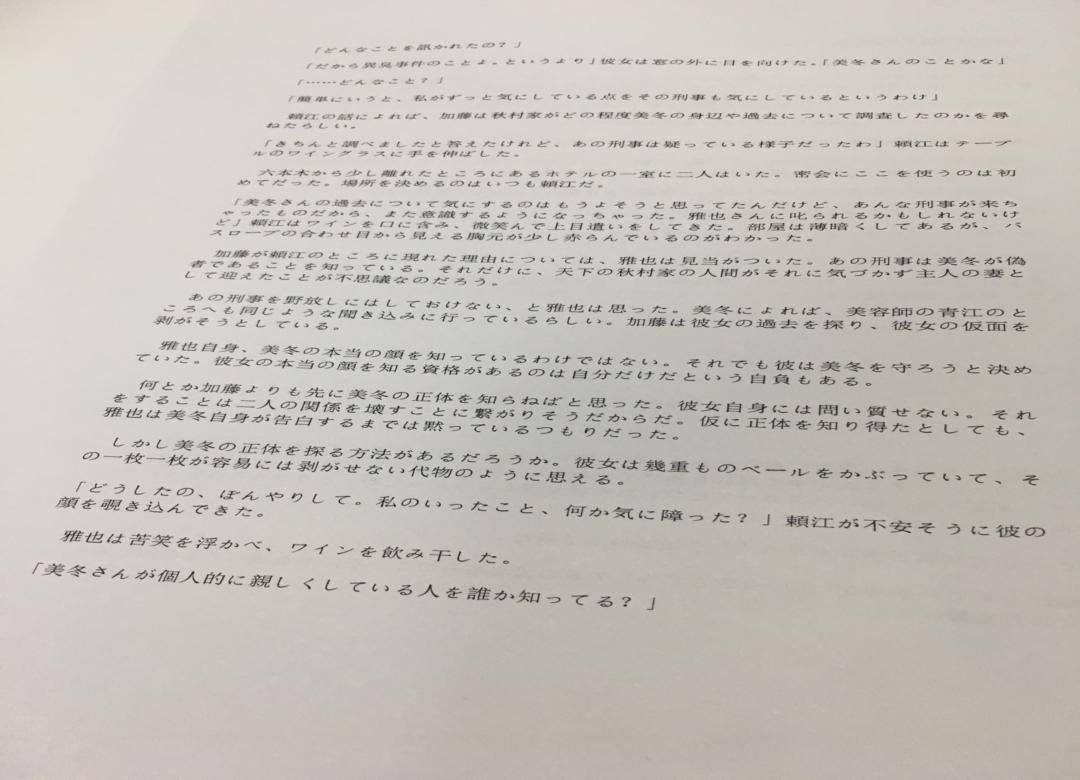 「どんなことを訊かれたの？」
「だから異臭事件のことよ。というより」彼女は窓の外に目を向けた。「美冬さんのことかな」
「……どんなこと？」
「簡単にいうと、私がずっと気にしている点をその刑事も気にしているというわけ」
頼江の話によれば、加藤は秋村家がどの程度美冬の身辺や過去について調査したのかを尋
ねたらしい。
「きちんと調べましたと答えたけれど、あの刑事は疑っている様子だったわ」頼江はテーブ
ルのワイングラスに手を伸ばした。
六本木から少し離れたところにあるホテルの一室に二人はいた。密会にここを使うのは初
めてだった。場所を決めるのはいつも頼江だ。
「美冬さんの過去について気にするのはもうよそうと思ってたんだけど、あんな刑事が来ち
ゃったものだから、また意識するようになっちゃった。雅也さんに叱られるかもしれないけ
ど」頼江はワインを口に含み、微笑んで上目遣いをしてきた。部屋は薄暗くしてあるが、バ
スローブの合わせ目から見える胸元が少し赤らんでいるのがわかった。
加藤が頼江のところに現れた理由については、雅也は見当がついた。あの刑事は美冬が偽
者であることを知っている。それだけに、天下の秋村家の人間がそれに気づかず主人の妻と
して迎えたことが不思議なのだろう。
あの刑事を野放しにはしておけない、と雅也は思った。美冬によれば、美容師の青江のと
ころへも同じような聞き込みに行っているらしい。加藤は彼女の過去を探り、彼女の仮面を
剥がそうとしている。
雅也自身、美冬の本当の顔を知っているわけではない。それでも彼は美冬を守ろうと決め
ていた。彼女の本当の顔を知る資格があるのは自分だけだという自負もある。
何とか加藤よりも先に美冬の正体を知らねばと思った。彼女自身には問い質せない。それ
をすることは二人の関係を壊すことに繋がりそうだからだ。仮に正体を知り得たとしても、
雅也は美冬自身が告白するまでは黙っているつもりだった。
しかし美冬の正体を探る方法があるだろうか。彼女は幾重ものベールをかぶっていて、そ
の一枚一枚が容易には剥がせない代物のように思える。
「どうしたの、ぼんやりして。私のいったこと、何か気に障った？」頼江が不安そうに彼の
顔を覗き込んできた。
雅也は苦笑を浮かべ、ワインを飲み干した。
「美冬さんが個人的に親しくしている人を誰か知ってる？」